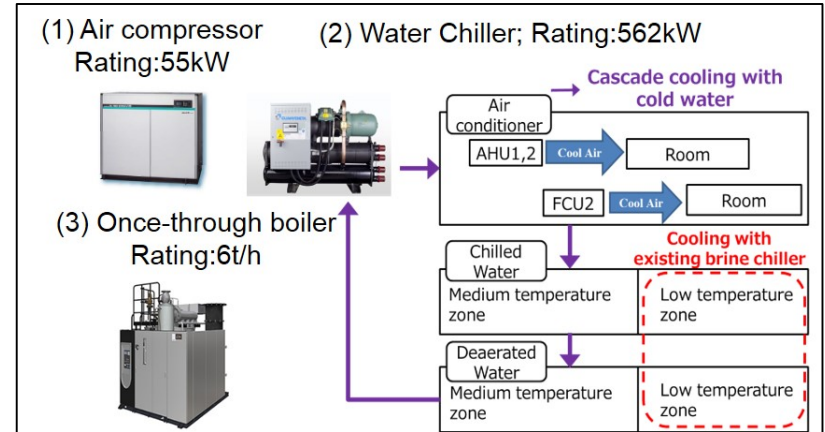 (1) Air compressor
Rating:55kW
(2) Water Chiller; Rating:562kW
(3) Once-through boiler
Rating:6t/h
Cascade cooling with
cold water
Air
conditioner
AHU1,2
Cool Air
Room
FCU2
Cool Air
Room
Cooling with
existing brine chiller
Chilled
Water
Medium temperature
zone
Low temperature
zone
Deaerated
Water
Medium temperature
zone
Low temperature
zone